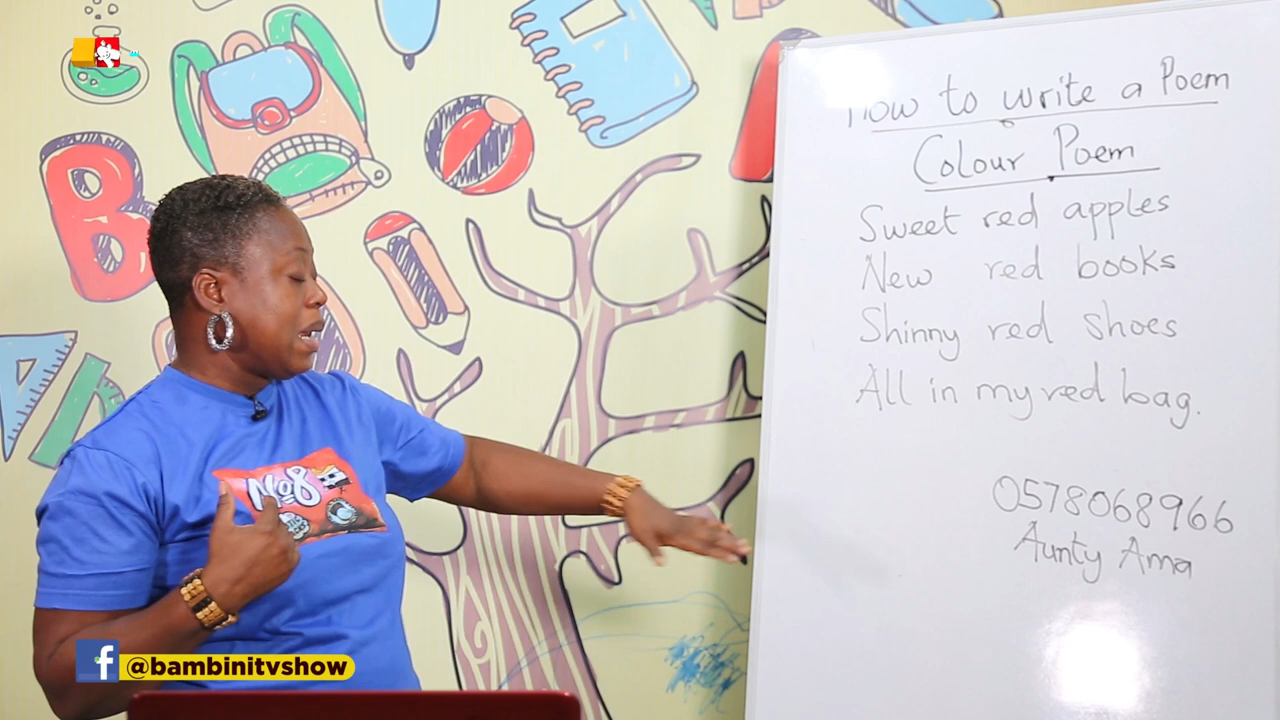 How to write a Poem
Colour Poem
Sweet red apples
New red books
Shinny red shoes
All in my red bag.
0578068966
Aunty Ama
B
No8
f @bambinitvshow